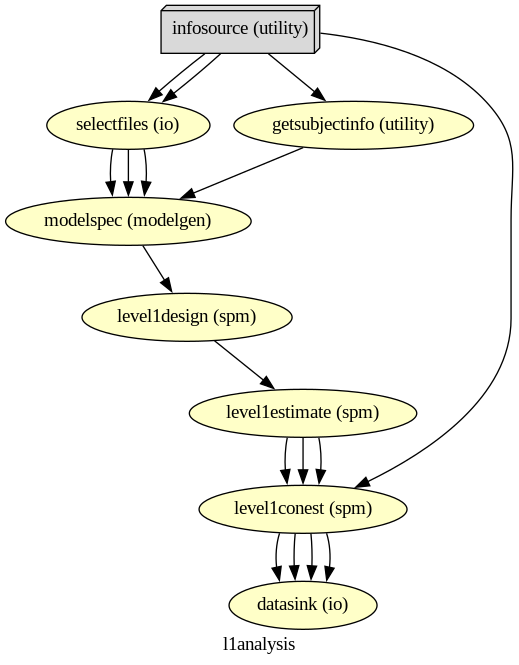 infosource (utility)
selectfiles (io)
getsubjectinfo (utility)
modelspec (modelgen)
level1design (spm)
level1estimate (spm)
level1conest (spm)
datasink (io)
l1analysis